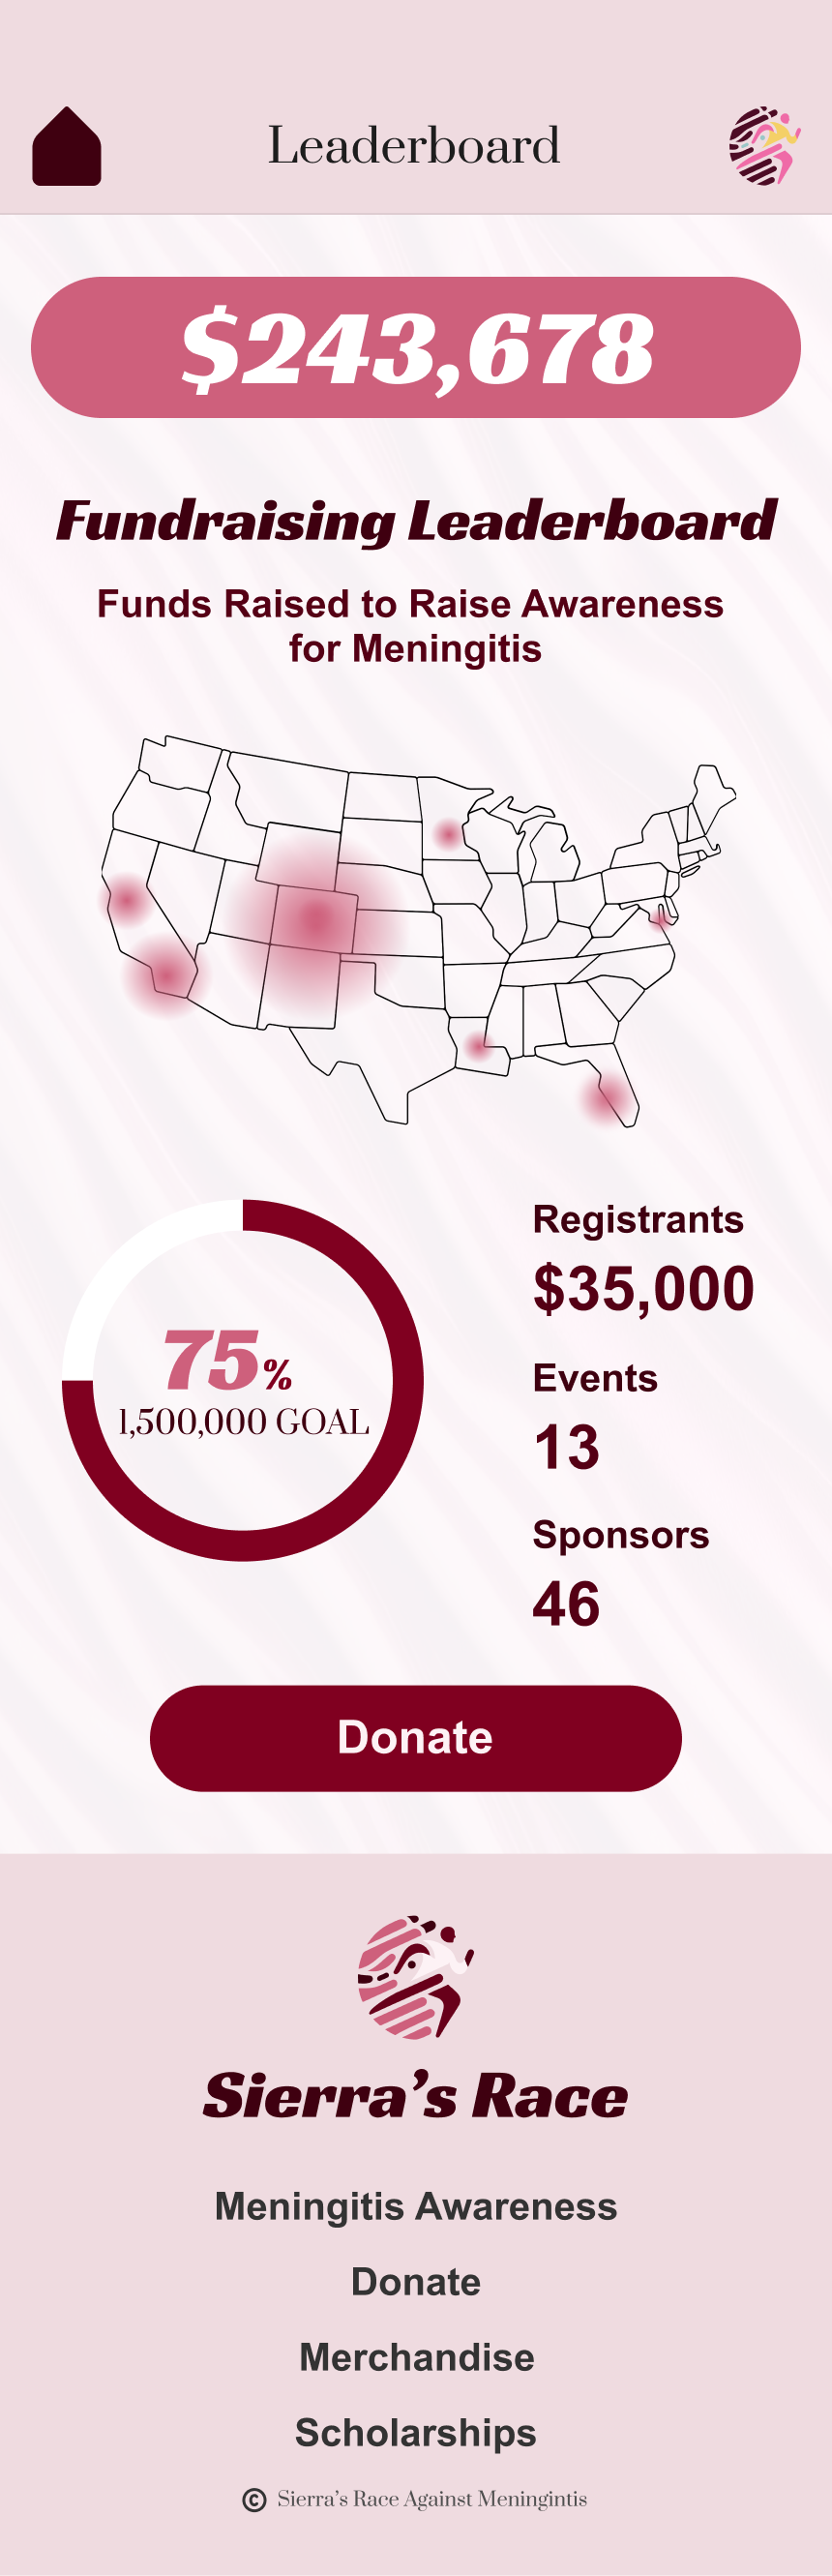 Leaderboard
$243,678
Fundraising Leaderboard
Funds Raised to Raise Awareness
for Meningitis
75%
1,500,000 GOAL
Registrants
$35,000
Events
13
Sponsors
46
Donate
Sierra’s Race
Meningitis Awareness
Donate
Merchandise
Scholarships
© Sierra’s Race Against Meningintis